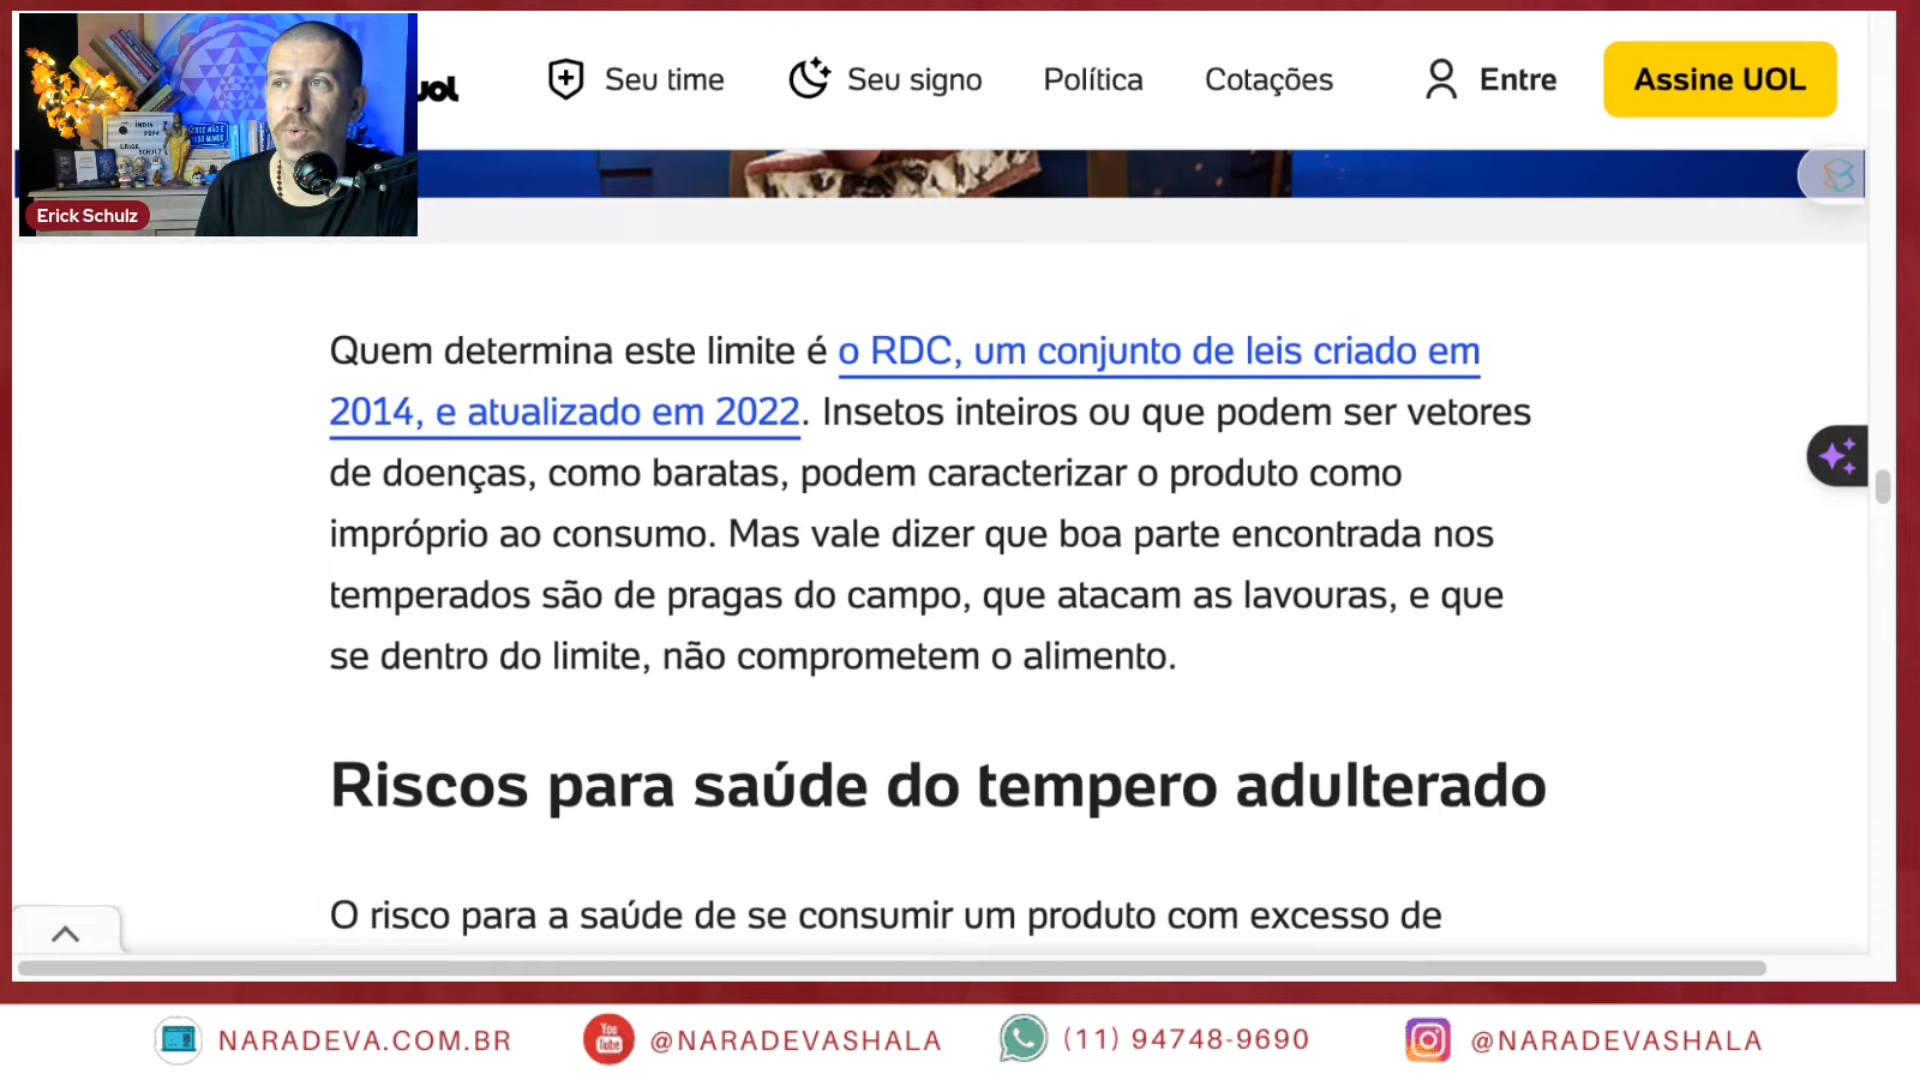 uol
Seu time
Seu signo
Política
Cotações
Entre
Assine UOL
ÍNDIA
Erick Schulz
Quem determina este limite é o RDC, um conjunto de leis criado em
2014, e atualizado em 2022. Insetos inteiros ou que podem ser vetores
de doenças, como baratas, podem caracterizar o produto como
impróprio ao consumo. Mas vale dizer que boa parte encontrada nos
temperados são de pragas do campo, que atacam as lavouras, e que
se dentro do limite, não comprometem o alimento.
Riscos para saúde do tempero adulterado
O risco para a saúde de se consumir um produto com excesso de
NARADEVA.COM.BR
You
Tube
@NARADEVASHALA
(11) 94748-9690
@NARADEVASHALA